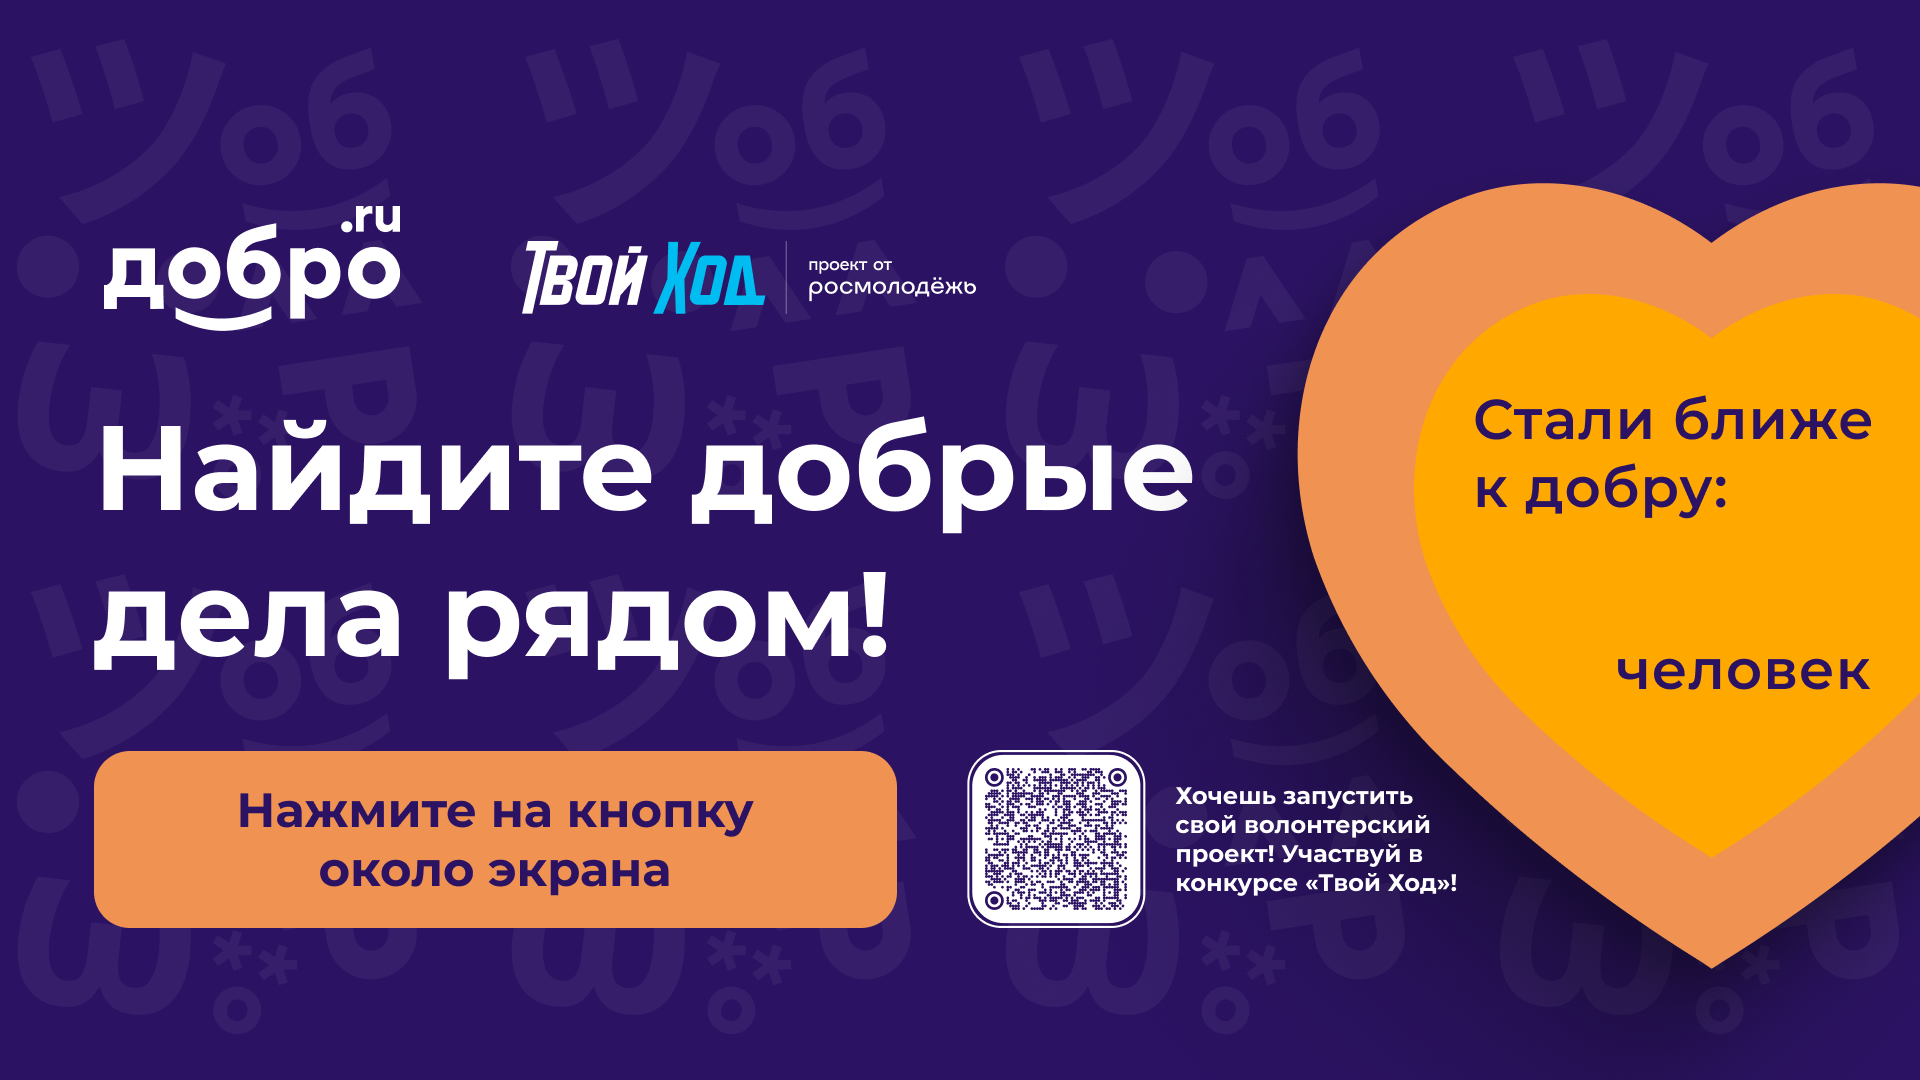 добро.ru
Твой Ход
проект от
росмолодёжь
Найдите добрые
дела рядом!
Нажмите на кнопку
около экрана
Хочешь запустить
свой волонтерский
проект! Участвуй в
конкурсе «Твой Ход»!
Стали ближе
к добру:
человек